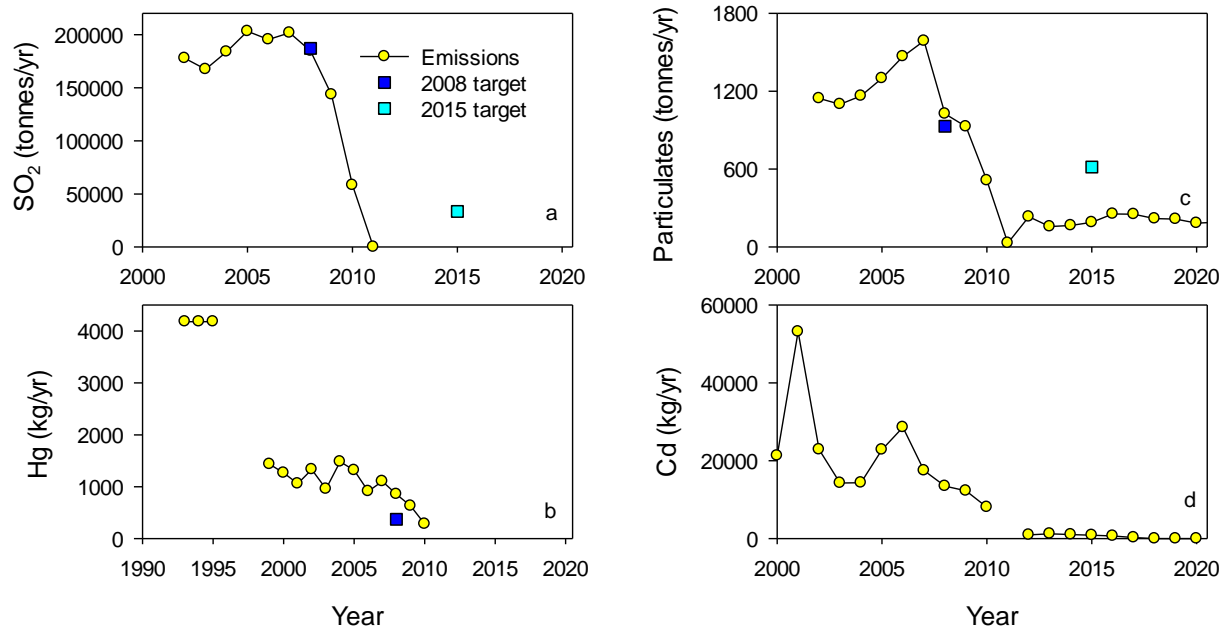 SO2 (tonnes/yr)
200000
150000
100000
50000
0
Emissions
2008 target
2015 target
a
2000 2005 2010 2015 2020
Particulates (tonnes/yr)
1800
1200
600
0
c
2000 2005 2010 2015 2020
Hg (kg/yr)
4000
3000
2000
1000
0
b
1990 1995 2000 2005 2010 2015 2020
Year
Cd (kg/yr)
60000
40000
20000
0
d
2000 2005 2010 2015 2020
Year